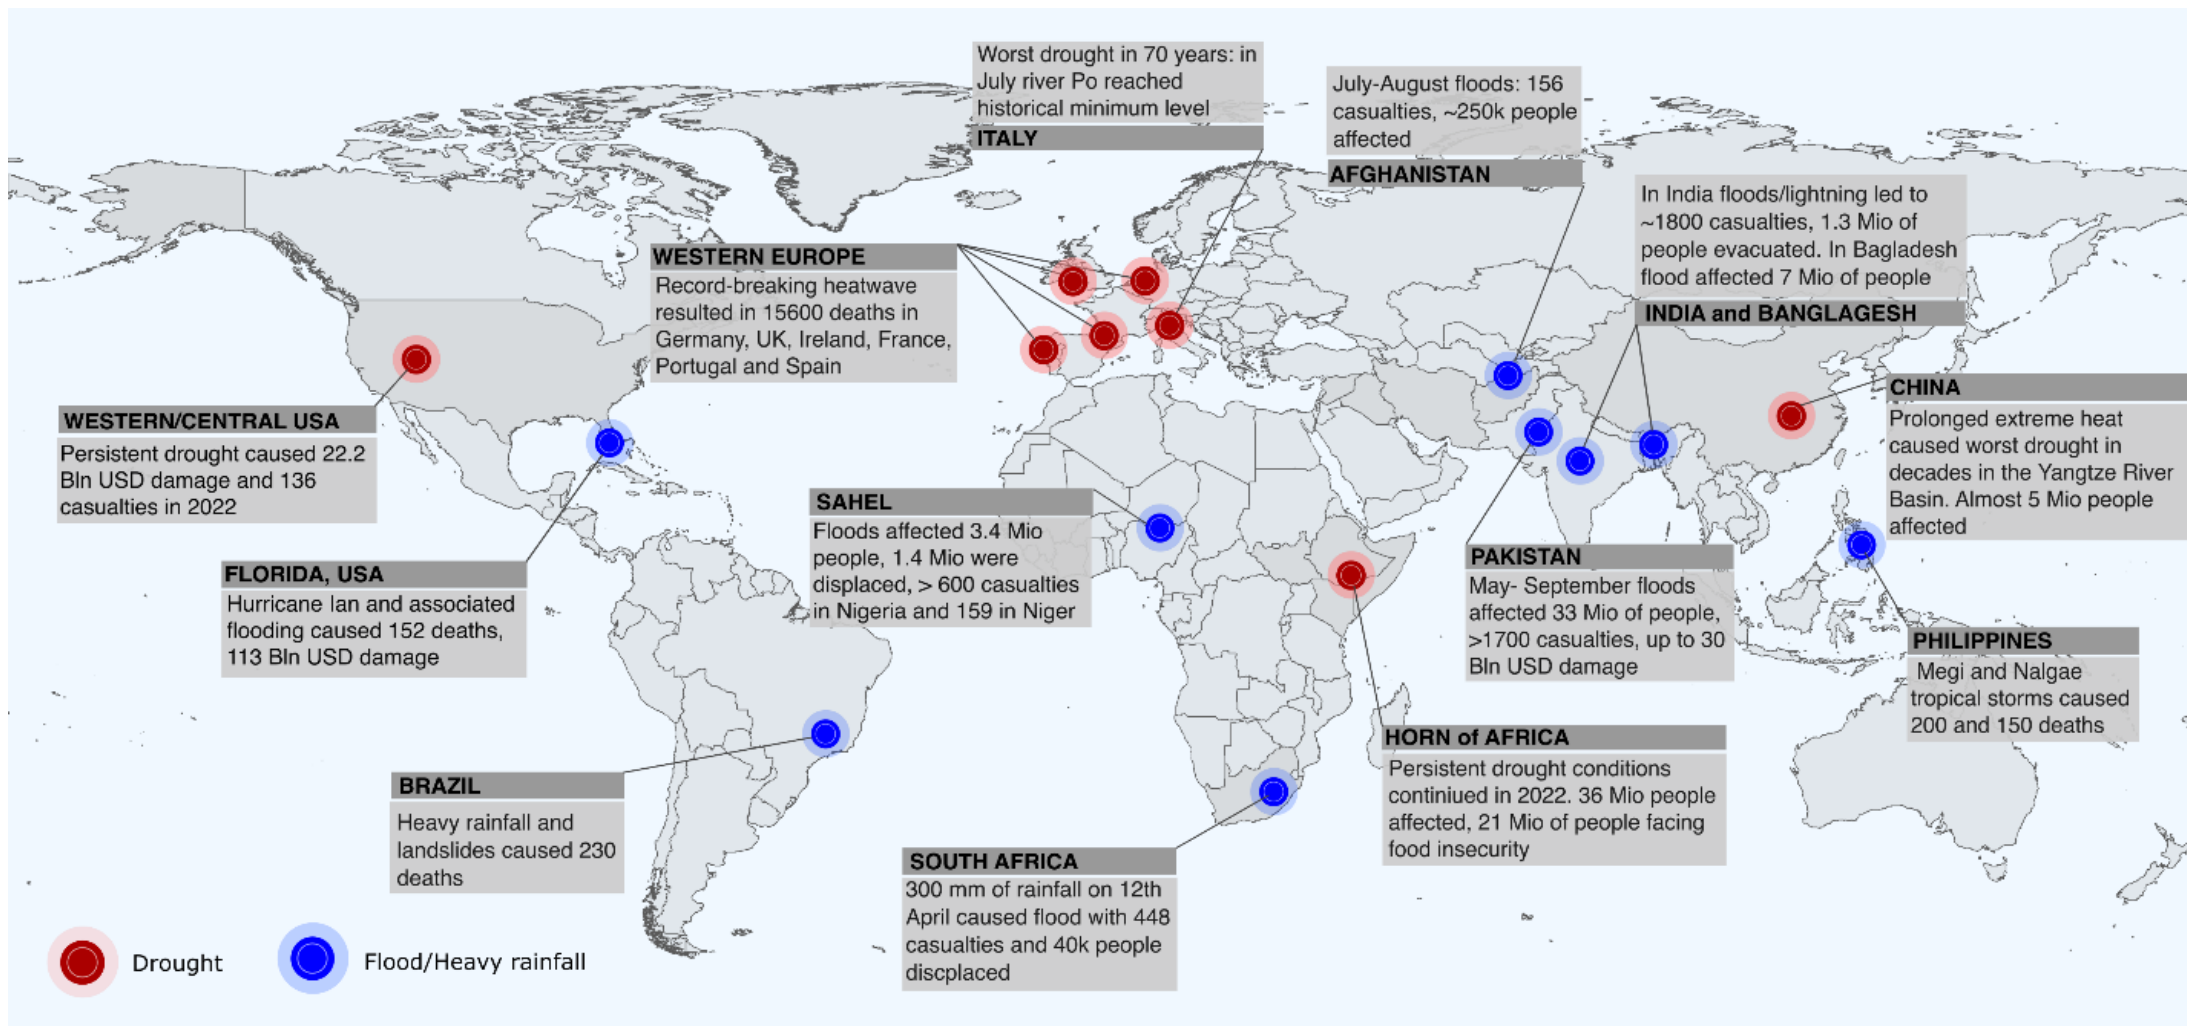 Worst drought in 70 years: in
July river Po reached
historical minimum level
ITALY
July-August floods: 156
casualties, ~250k people
affected
AFGHANISTAN
In India floods/lightning led to
~1800 casualties, 1.3 Mio of
people evacuated. In Bagladesh
flood affected 7 Mio of people
INDIA and BANGLAGESH
WESTERN EUROPE
Record-breaking heatwave
resulted in 15600 deaths in
Germany, UK, Ireland, France,
Portugal and Spain
CHINA
Prolonged extreme heat
caused worst drought in
decades in the Yangtze River
Basin. Almost 5 Mio people
affected
WESTERN/CENTRAL USA
Persistent drought caused 22.2
Bln USD damage and 136
casualties in 2022
SAHEL
Floods affected 3.4 Mio
people, 1.4 Mio were
displaced, > 600 casualties
in Nigeria and 159 in Niger
PAKISTAN
May- September floods
affected 33 Mio of people,
>1700 casualties, up to 30
Bln USD damage
FLORIDA, USA
Hurricane Ian and associated
flooding caused 152 deaths,
113 Bln USD damage
PHILIPPINES
Megi and Nalgae
tropical storms caused
200 and 150 deaths
HORN of AFRICA
Persistent drought conditions
continiued in 2022. 36 Mio people
affected, 21 Mio of people facing
food insecurity
BRAZIL
Heavy rainfall and
landslides caused 230
deaths
SOUTH AFRICA
300 mm of rainfall on 12th
April caused flood with 448
casualties and 40k people
discplaced
Drought
Flood/Heavy rainfall